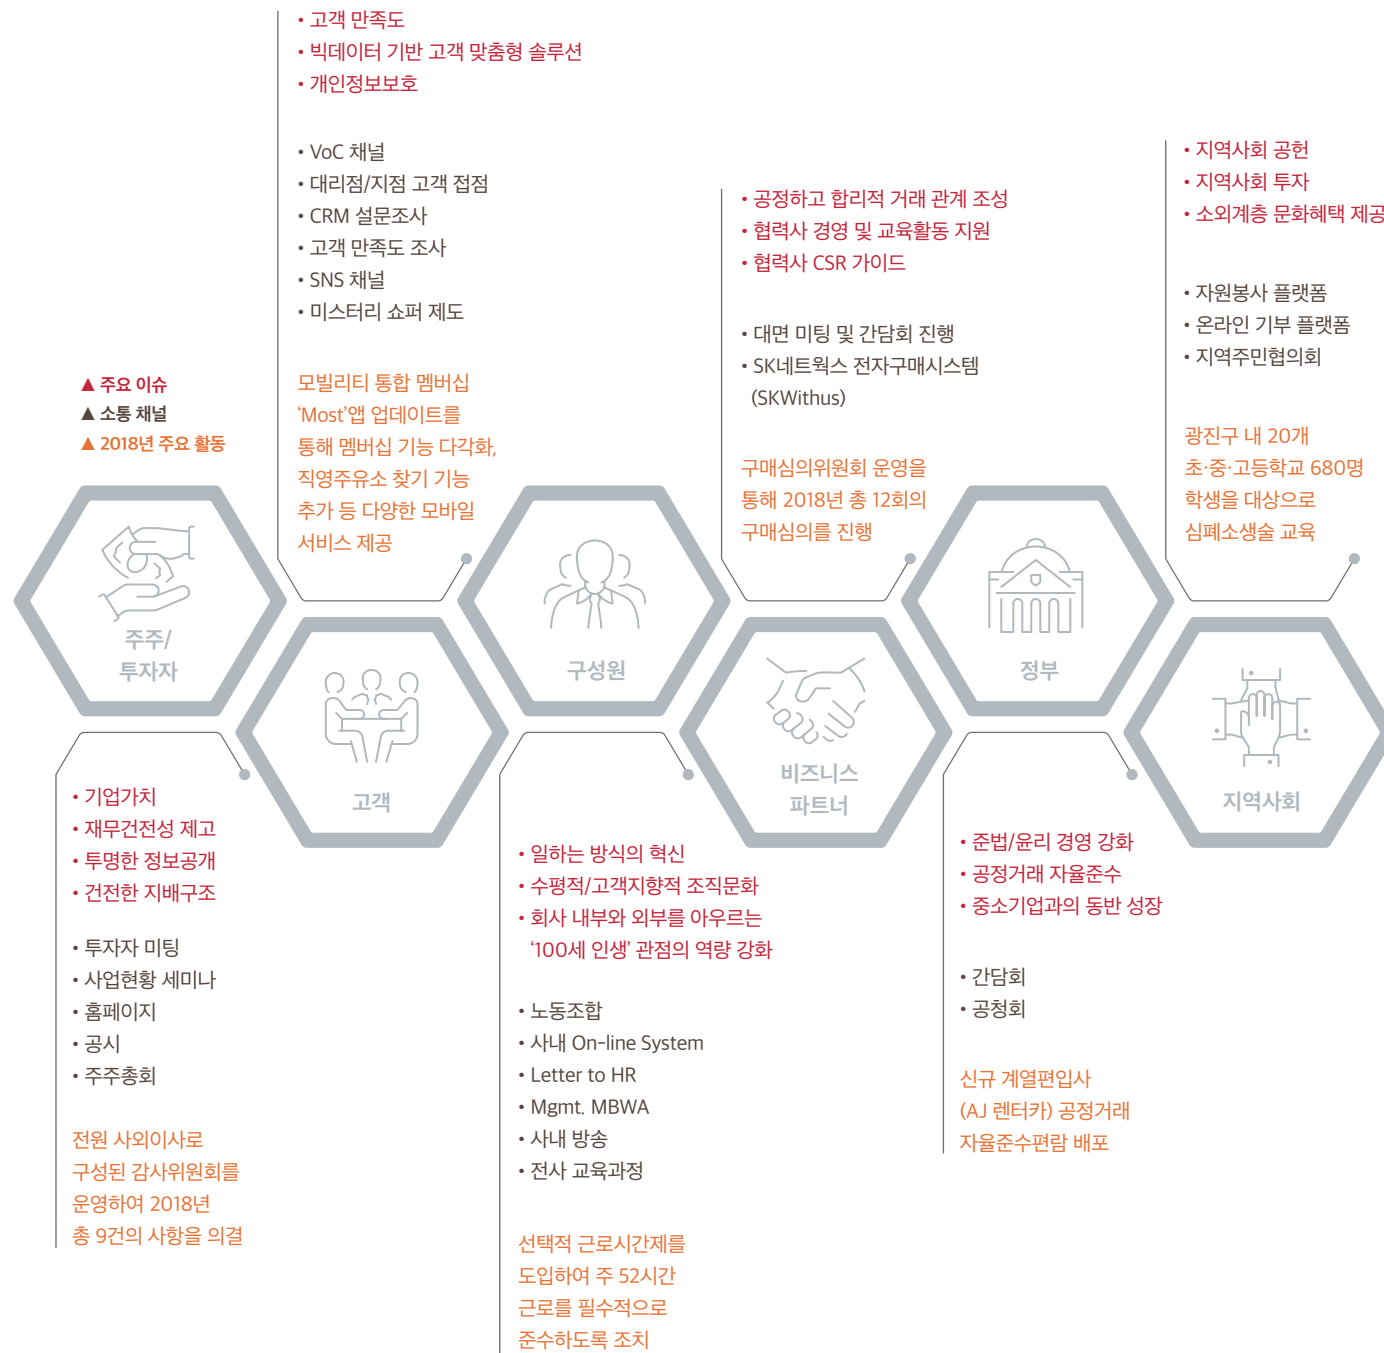 • 고객 만족도
• 빅데이터 기반 고객 맞춤형 솔루션
• 개인정보보호
• VoC 채널
• 대리점/지점 고객 접점
• CRM 설문조사
• 고객 만족도 조사
• SNS 채널
• 미스터리 쇼퍼 제도
모빌리티 통합 멤버십
‘Most’앱 업데이트를
통해 멤버십 기능 다각화,
직영주유소 찾기 기능
추가 등 다양한 모바일
서비스 제공
• 공정하고 합리적 거래 관계 조성
• 협력사 경영 및 교육활동 지원
• 협력사 CSR 가이드
• 대면 미팅 및 간담회 진행
• SK네트웍스 전자구매시스템
(SKWithus)
구매심의위원회 운영을
통해 2018년 총 12회의
구매심의를 진행
• 지역사회 공헌
• 지역사회 투자
• 소외계층 문화혜택 제공
• 자원봉사 플랫폼
• 온라인 기부 플랫폼
• 지역주민협의회
광진구 내 20개
초·중·고등학교 680명
학생을 대상으로
심폐소생술 교육
▲ 주요 이슈
▲ 소통 채널
▲ 2018년 주요 활동
주주/
투자자
고객
구성원
비즈니스
파트너
정부
지역사회
• 기업가치
• 재무건전성 제고
• 투명한 정보공개
• 건전한 지배구조
• 투자자 미팅
• 사업현황 세미나
• 홈페이지
• 공시
• 주주총회
전원 사외이사로
구성된 감사위원회를
운영하여 2018년
총 9건의 사항을 의결
• 일하는 방식의 혁신
• 수평적/고객지향적 조직문화
• 회사 내부와 외부를 아우르는
‘100세 인생’ 관점의 역량 강화
• 노동조합
• 사내 On-line System
• Letter to HR
• Mgmt. MBWA
• 사내 방송
• 전사 교육과정
선택적 근로시간제를
도입하여 주 52시간
근로를 필수적으로
준수하도록 조치
• 준법/윤리 경영 강화
• 공정거래 자율준수
• 중소기업과의 동반 성장
• 간담회
• 공청회
신규 계열편입사
(AJ 렌터카) 공정거래
자율준수편람 배포